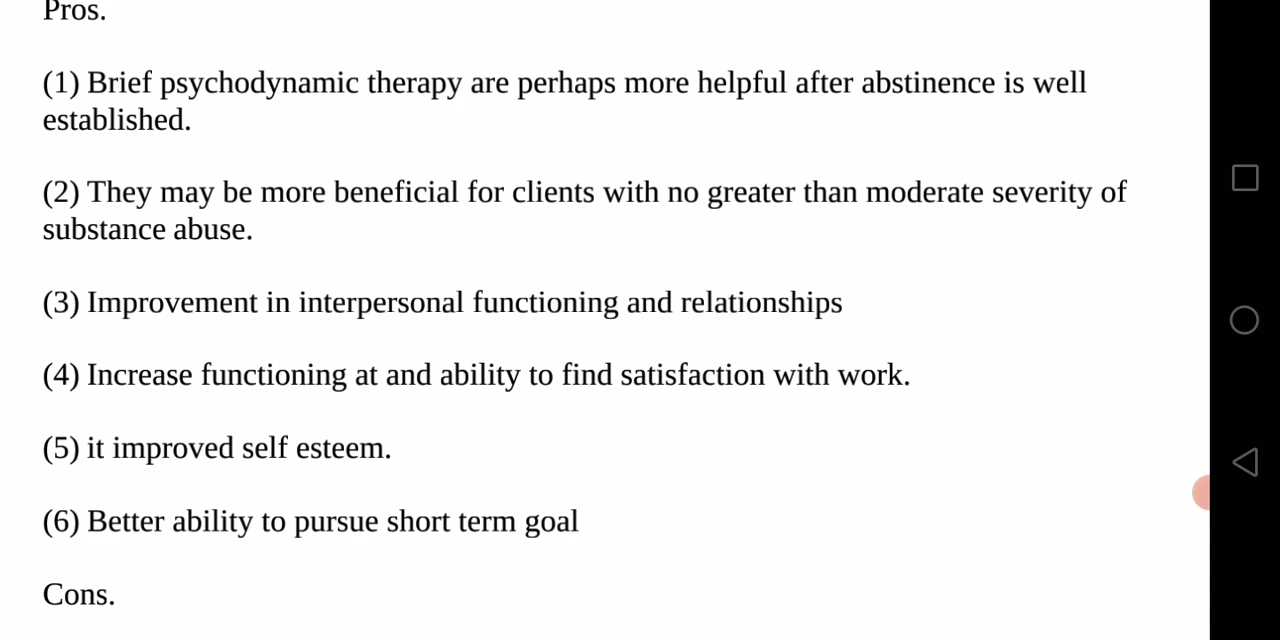 Pros.
(1) Brief psychodynamic therapy are perhaps more helpful after abstinence is well
established.
(2) They may be more beneficial for clients with no greater than moderate severity of
substance abuse.
(3) Improvement in interpersonal functioning and relationships
(4) Increase functioning at and ability to find satisfaction with work.
(5) it improved self esteem.
(6) Better ability to pursue short term goal
Cons.